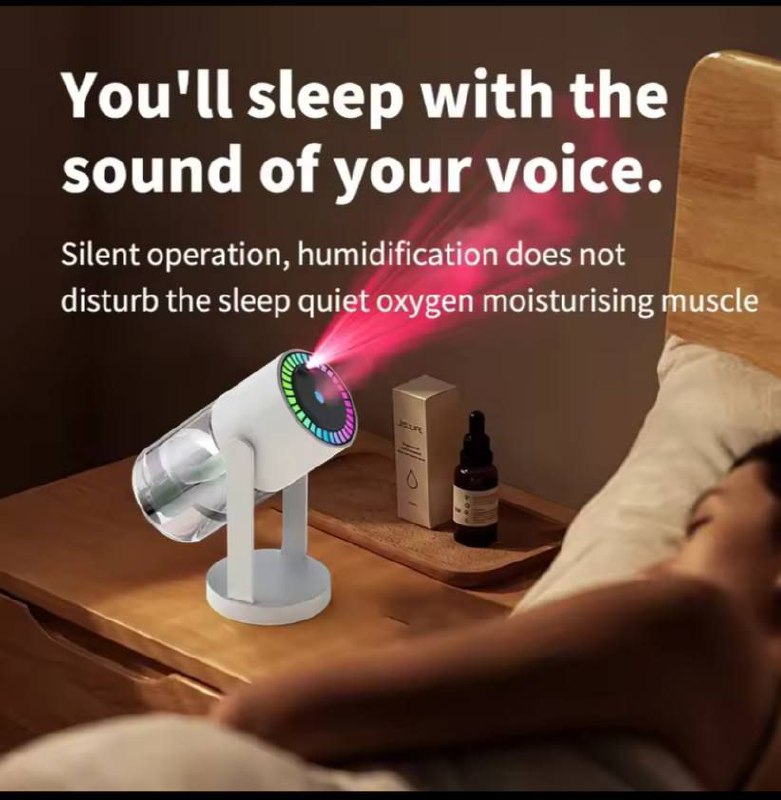 You'll sleep with the
sound of your voice.
Silent operation, humidification does not
disturb the sleep quiet oxygen moisturising muscle